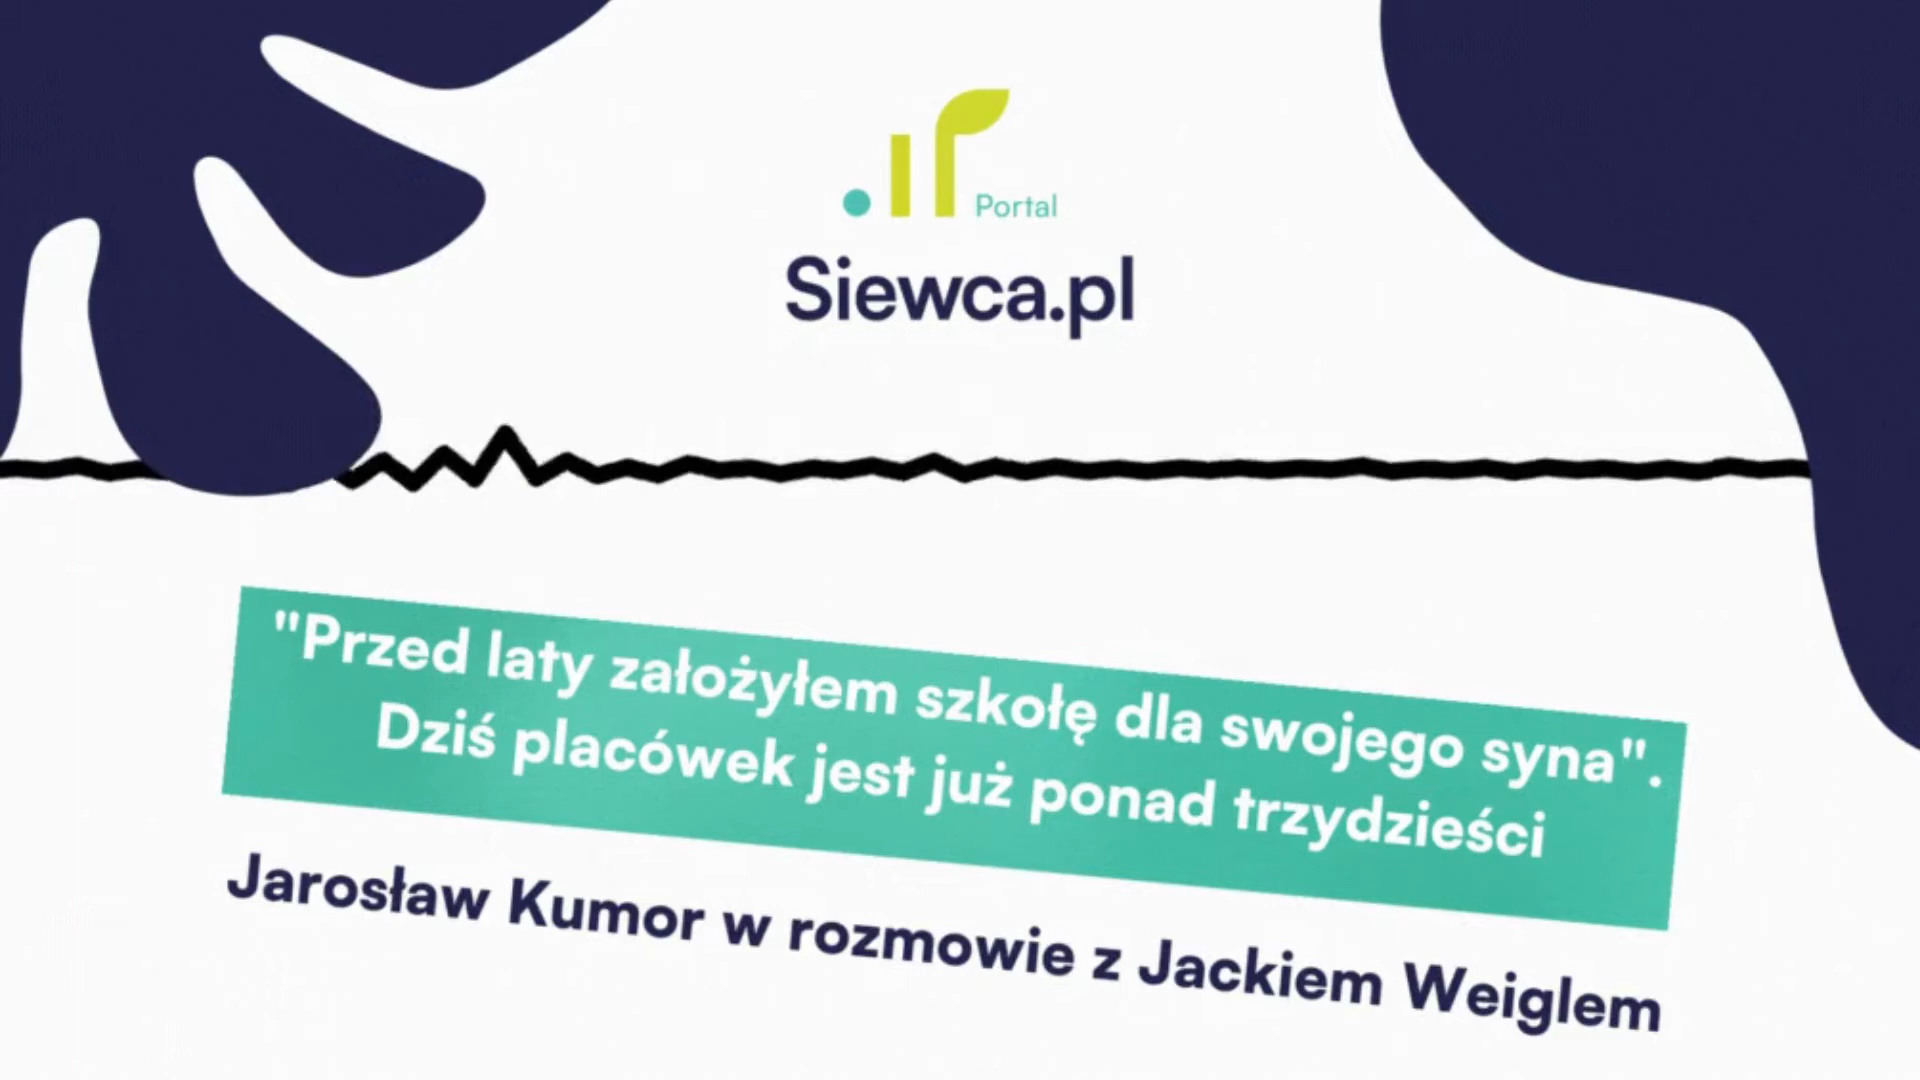 Portal
Siewca.pl
"Przed laty założyłem szkołę dla swojego syna".
Dziś placówek jest już ponad trzydzieści
Jarosław Kumor w rozmowie z Jackiem Weiglem